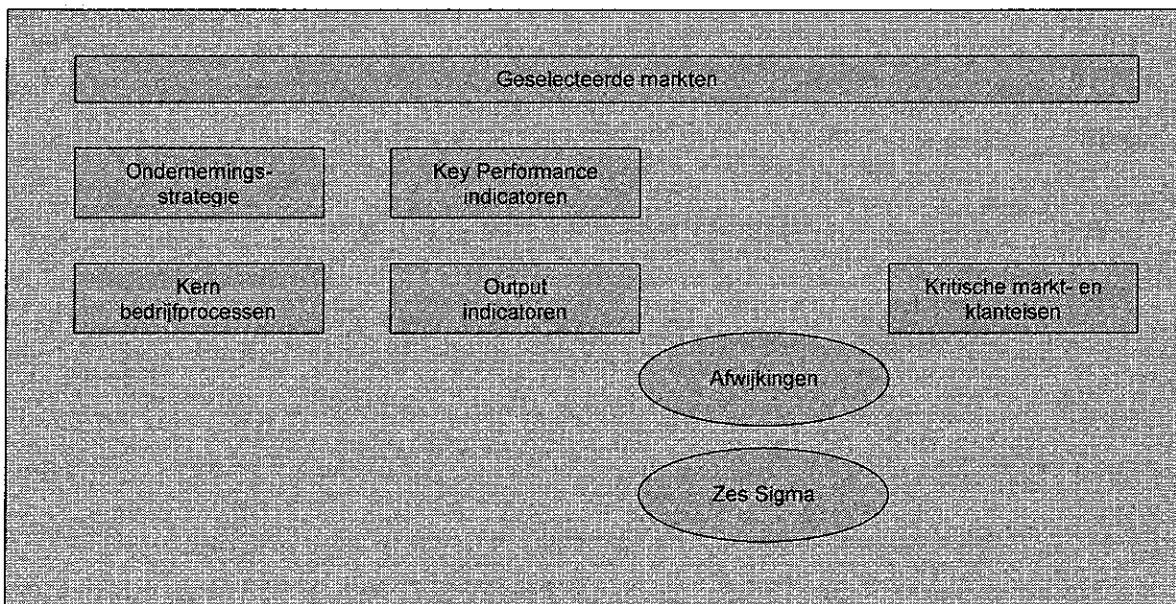 Geselecteerde markten
Ondernemings-
strategie
Key Performance
indicatoren
Kern
bedrijfprocessen
Output
indicatoren
Kritische markt- en
klanteisen
Afwijkingen
Zes Sigma